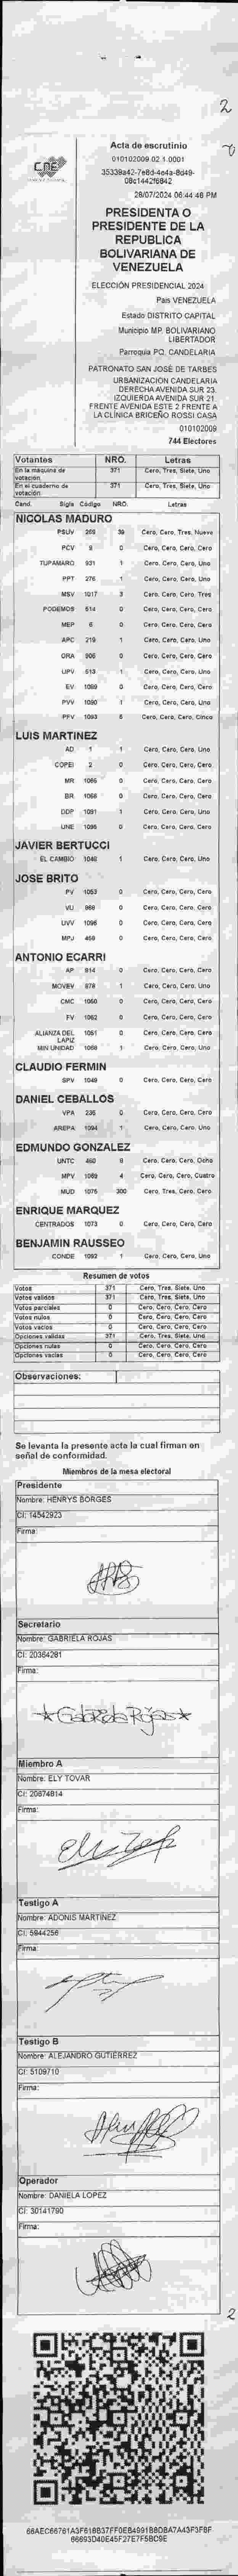 2
2
Acta de escrutinio
010102009.02.1.0001
35339a42-7e8d-4e4a-8d49-
08c1442f6842
28/07/2024 06:44:48 PM
CNE
PRESIDENTA O
PRESIDENTE DE LA
REPUBLICA
BOLIVARIANA DE
VENEZUELA
ELECCIÓN PRESIDENCIAL 2024
País VENEZUELA
Estado DISTRITO CAPITAL
Municipio MP. BOLIVARIANO
LIBERTADOR
Parroquia PQ. CANDELARIA
PATRONATO SAN JOSÉ DE TARBES
URBANIZACIÓN CANDELARIA
DERECHA AVENIDA SUR 23.
IZQUIERDA AVENIDA SUR 21.
FRENTE AVENIDA ESTE 2 FRENTE A
LA CLÍNICA BRICEÑO ROSSI CASA
010102009
744 Electores
Votantes NRO. Letras
En la máquina de votación 371 Cero, Tres, Siete, Uno
En el cuaderno de votación 371 Cero, Tres, Siete, Uno
Cand. Sigla Código NRO. Letras
NICOLAS MADURO
PSUV 269 39 Cero, Cero, Tres, Nueve
PCV 9 0 Cero, Cero, Cero, Cero
TUPAMARO 931 1 Cero, Cero, Cero, Uno
PPT 276 1 Cero, Cero, Cero, Uno
MSV 1017 3 Cero, Cero, Cero, Tres
PODEMOS 514 0 Cero, Cero, Cero, Cero
MEP 6 0 Cero, Cero, Cero, Cero
APC 219 1 Cero, Cero, Cero, Uno
ORA 906 0 Cero, Cero, Cero, Cero
UPV 513 1 Cero, Cero, Cero, Uno
EV 1089 0 Cero, Cero, Cero, Cero
PVV 1090 1 Cero, Cero, Cero, Uno
PFV 1093 5 Cero, Cero, Cero, Cinco
LUIS MARTINEZ
AD 1 1 Cero, Cero, Cero, Uno
COPEI 2 0 Cero, Cero, Cero, Cero
MR 1065 0 Cero, Cero, Cero, Cero
BR 1066 0 Cero, Cero, Cero, Cero
DDP 1091 1 Cero, Cero, Cero, Uno
UNE 1095 0 Cero, Cero, Cero, Cero
JAVIER BERTUCCI
EL CAMBIO 1048 1 Cero, Cero, Cero, Uno
JOSE BRITO
PV 1053 0 Cero, Cero, Cero, Cero
VU 969 0 Cero, Cero, Cero, Cero
UVV 1096 0 Cero, Cero, Cero, Cero
MPJ 459 0 Cero, Cero, Cero, Cero
ANTONIO ECARRI
AP 914 0 Cero, Cero, Cero, Cero
MOVEV 978 1 Cero, Cero, Cero, Uno
CMC 1050 0 Cero, Cero, Cero, Cero
FV 1062 0 Cero, Cero, Cero, Cero
ALIANZA DEL LAPIZ 1051 0 Cero, Cero, Cero, Cero
MIN UNIDAD 1088 1 Cero, Cero, Cero, Uno
CLAUDIO FERMIN
SPV 1049 0 Cero, Cero, Cero, Cero
DANIEL CEBALLOS
VPA 236 0 Cero, Cero, Cero, Cero
AREPA 1094 1 Cero, Cero, Cero, Uno
EDMUNDO GONZALEZ
UNTC 460 8 Cero, Cero, Cero, Ocho
MPV 1069 4 Cero, Cero, Cero, Cuatro
MUD 1075 300 Cero, Tres, Cero, Cero
ENRIQUE MARQUEZ
CENTRADOS 1073 0 Cero, Cero, Cero, Cero
BENJAMIN RAUSSEO
CONDE 1092 1 Cero, Cero, Cero, Uno
Resumen de votos
Votos 371 Cero, Tres, Siete, Uno
Votos válidos 371 Cero, Tres, Siete, Uno
Votos parciales 0 Cero, Cero, Cero, Cero
Votos nulos 0 Cero, Cero, Cero, Cero
Votos vacíos 0 Cero, Cero, Cero, Cero
Opciones válidas 371 Cero, Tres, Siete, Uno
Opciones nulas 0 Cero, Cero, Cero, Cero
Opciones vacías 0 Cero, Cero, Cero, Cero
Observaciones:
Se levanta la presente acta la cual firman en
señal de conformidad.
Miembros de la mesa electoral
Presidente
Nombre: HENRYS BORGES
CI: 14542923
Firma:
Secretario
Nombre: GABRIELA ROJAS
CI: 20364281
Firma:
Gabriela Rojas
Miembro A
Nombre: ELY TOVAR
CI: 20674814
Firma:
Testigo A
Nombre: ADONIS MARTINEZ
CI: 5944256
Firma:
Testigo B
Nombre: ALEJANDRO GUTIERREZ
CI: 5109710
Firma:
Operador
Nombre: DANIELA LOPEZ
CI: 30141790
Firma:
2
66AEC66761A3F618B37FF0EB4991B8DBA7A43F3FBF
66693D40E45F27E7F5BC9E